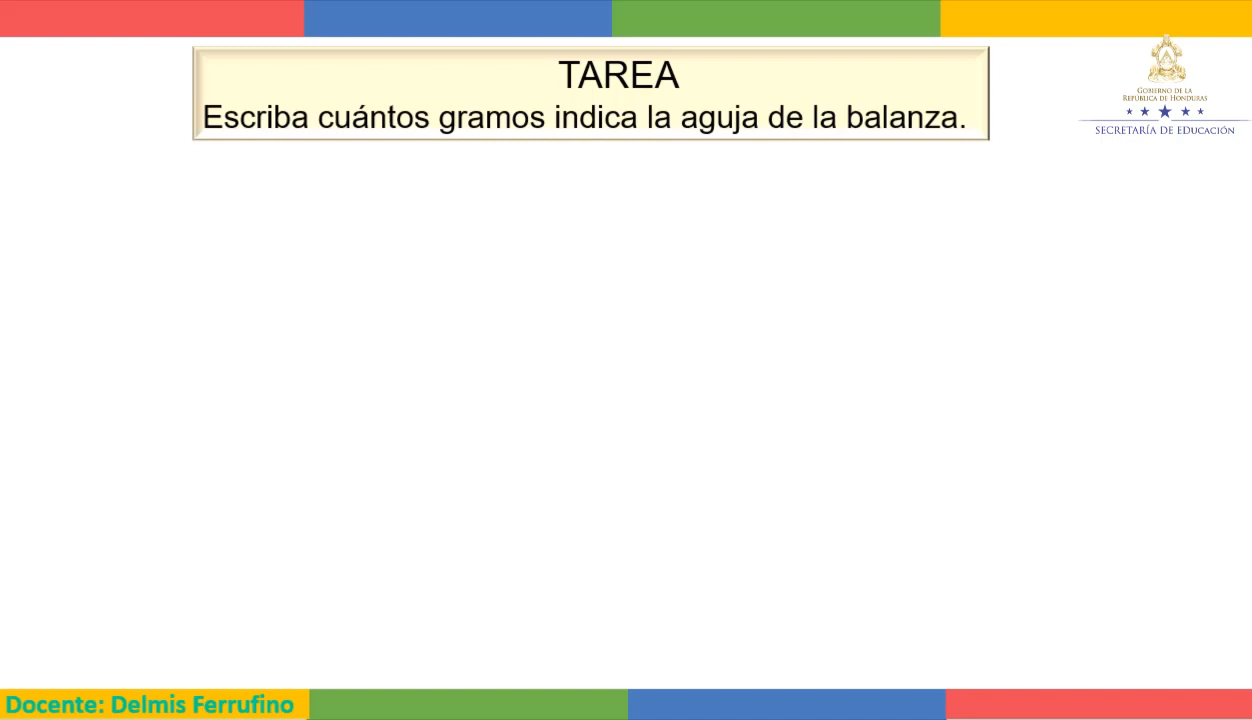 TAREA
Escriba cuántos gramos indica la aguja de la balanza.
GOBIERNO DE LA
REPÚBLICA DE HONDURAS
SECRETARÍA DE EDUCACIÓN
Docente: Delmis Ferrufino